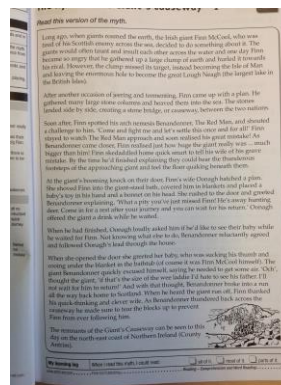 Read this version of the myth.
Long ago, when giants roamed the earth, the Irish giant Finn McCool, who was
tired of his Scottish enemy across the sea, decided to do something about it. The
giants would often taunt and insult each other across the water and one day Finn
became so angry that he gathered up a large clump of earth and hurled it towards
his rival. However, the clump missed its target, instead becoming the Isle of Man
and leaving the enormous hole to become the great Lough Neagh (the largest lake in
the British Isles).
After another occasion of jeering and tormenting, Finn came up with a plan. He
gathered many large stone columns and heaved them into the sea. The stones
landed side by side, creating a stone bridge, or causeway, between the two nations.
Soon after, Finn spotted his arch nemesis Benandonner, The Red Man, and shouted
a challenge to him. 'Come and fight me and let's settle this once and for all!' Finn
stayed to watch The Red Man approach and soon realised his great mistake! As
Benandonner came closer, Finn realised just how huge the giant really was ... much
bigger than him! Finn skedaddled home quick smart to tell his wife of his grave
mistake. By the time he'd finished explaining they could hear the thunderous
footsteps of the approaching giant and feel the floor quaking beneath them.
At the giant's booming knock on their door, Finn's wife Oonagh hatched a plan.
She shoved Finn into the giant-sized bath, covered him in blankets and placed a
baby's toy in his hand and a bonnet on his head. She rushed to the door and greeted
Benandonner explaining, 'What a pity you've just missed Finn! He's away hunting
deer. Come in for a rest after your journey and you can wait for his return.' Oonagh
offered the giant a drink while he waited.
When he had finished, Oonagh loudly asked him if he'd like to see their baby while
he waited for Finn. Not knowing what else to do, Benandonner reluctantly agreed
and followed Oonagh's lead through the house.
When she opened the door she greeted her baby, who was sucking his thumb and
cooing under the blankets in the bathtub (of course it was Finn McCool himself). The
giant Benandonner quickly excused himself, saying he needed to get some air. 'Och',
thought the giant, 'if that's the size of the wee laddie I'd hate to see his father. I'll
not wait for him to return!' And with that thought, Benandonner broke into a run
all the way back home to Scotland. When he heard the giant run off, Finn thanked
his quick-thinking and clever wife. As Benandonner thundered back across the
causeway he made sure to tear the blocks up to prevent
Finn from ever following him.
The remnants of the Giant's Causeway can be seen to this
day on the north-east coast of Northern Ireland (County
Antrim).
My learning log
When I read this myth, I could read:
all of it.
most of it.
parts of it.